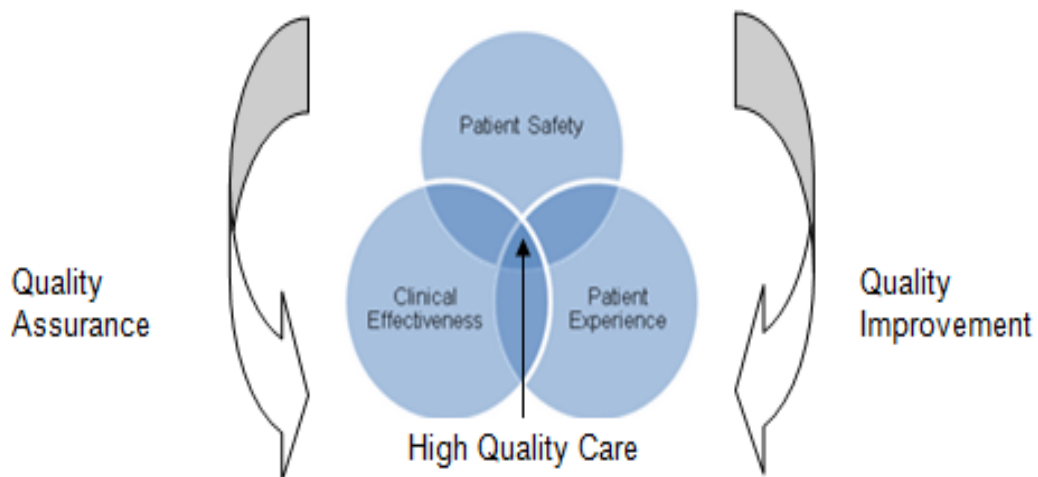 Patient Safety
Quality
Assurance
Clinical
Effectiveness
Patient
Experience
Quality
Improvement
High Quality Care